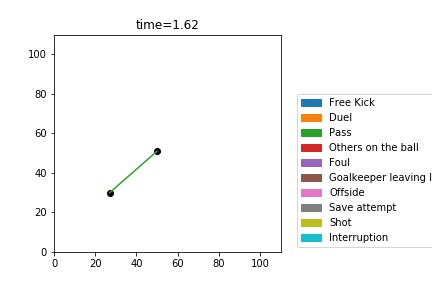 time=1.62
100
80
60
40
20
0
0 20 40 60 80 100
Free Kick
Duel
Pass
Others on the ball
Foul
Goalkeeper leaving l
Offside
Save attempt
Shot
Interruption